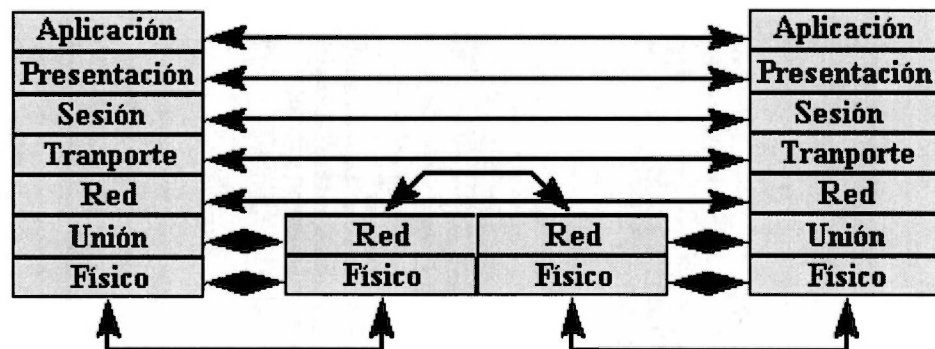 Aplicación
Presentación
Sesión
Tranporte
Red
Unión
Físico
Red
Físico
Red
Físico
Aplicación
Presentación
Sesión
Tranporte
Red
Unión
Físico